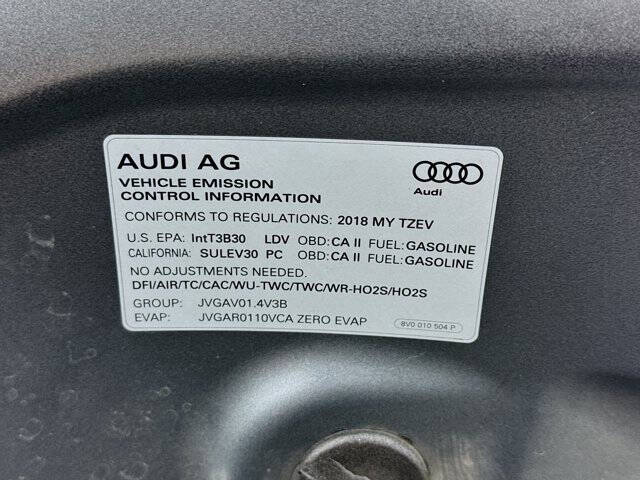 AUDI AG
Audi
VEHICLE EMISSION
CONTROL INFORMATION
CONFORMS TO REGULATIONS: 2018 MY TZEV
U.S. EPA: IntT3B30 LDV OBD:CA II FUEL:GASOLINE
CALIFORNIA: SULEV30 PC OBD:CA II FUEL:GASOLINE
NO ADJUSTMENTS NEEDED.
DFI/AIR/TC/CAC/WU-TWC/TWC/WR-HO2S/HO2S
GROUP: JVGAV01.4V3B
EVAP: JVGAR0110VCA ZERO EVAP
8V0 010 504 P